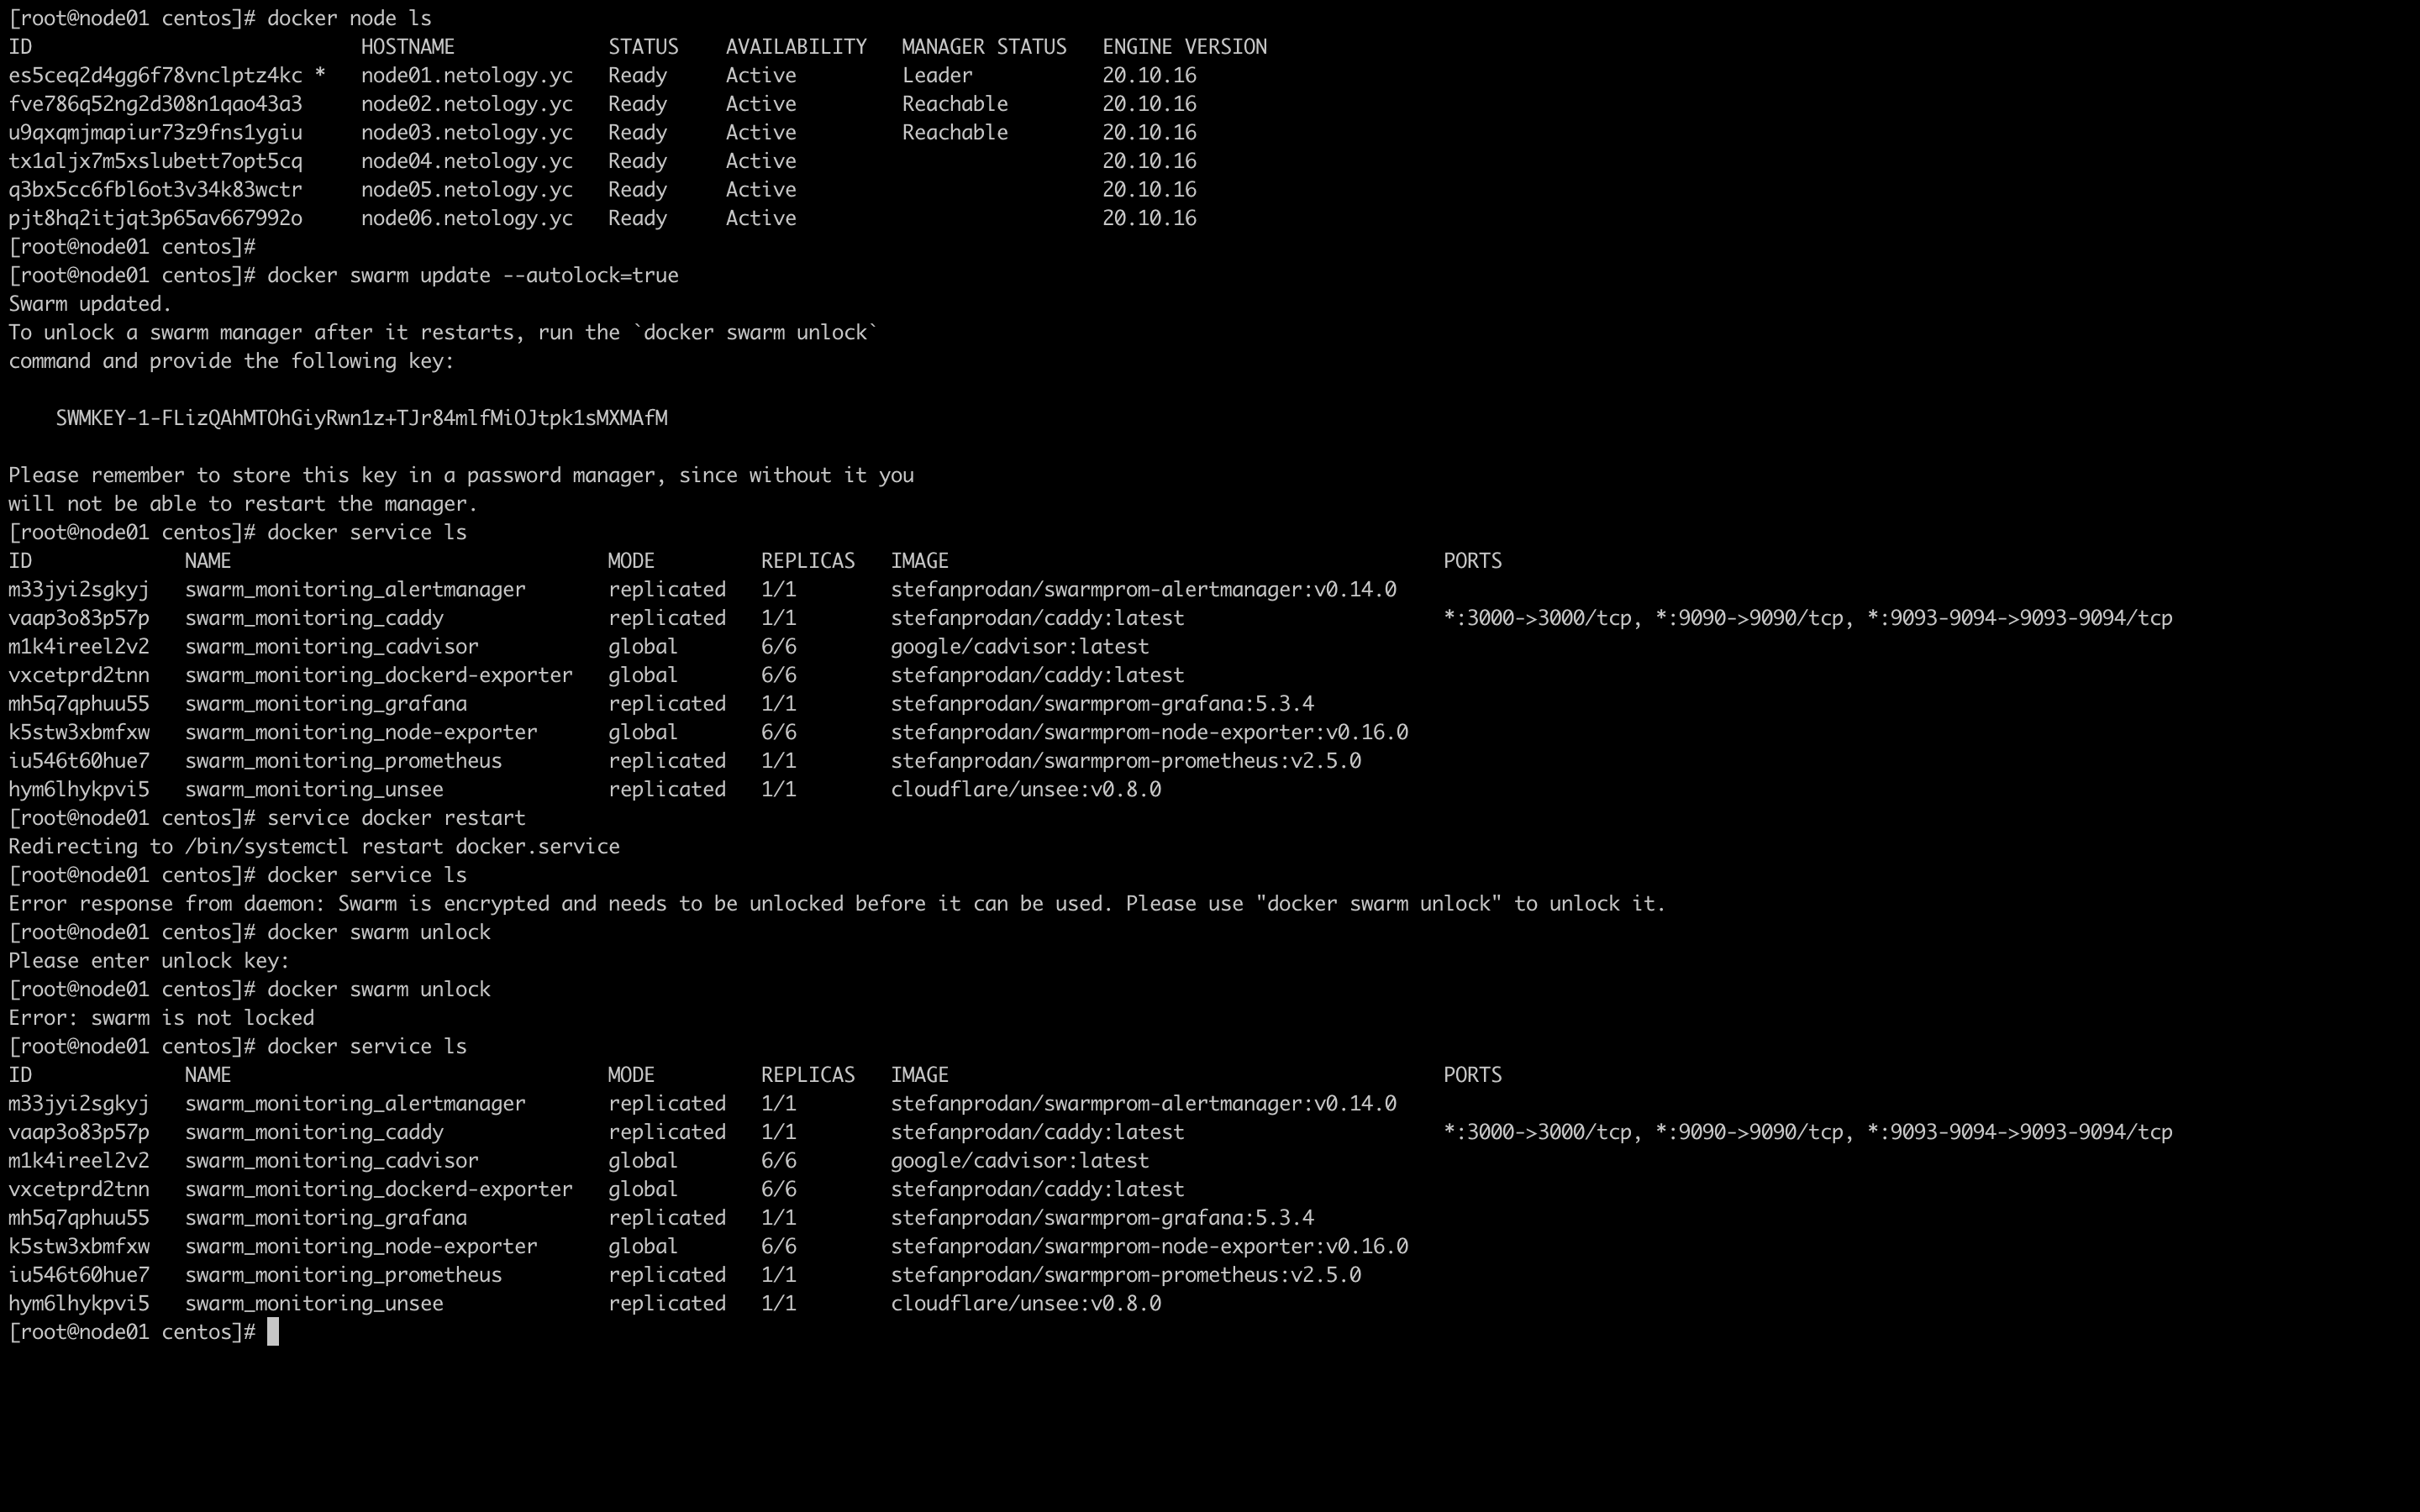 [root@node01 centos]# docker node ls
ID                            HOSTNAME             STATUS    AVAILABILITY   MANAGER STATUS   ENGINE VERSION
es5ceq2d4gg6f78vnclptz4kc *   node01.netology.yc   Ready     Active         Leader           20.10.16
fve786q52ng2d308n1qao43a3     node02.netology.yc   Ready     Active         Reachable        20.10.16
u9qxqmjmapiur73z9fns1ygiu     node03.netology.yc   Ready     Active         Reachable        20.10.16
tx1aljx7m5xslubett7opt5cq     node04.netology.yc   Ready     Active                          20.10.16
q3bx5cc6fbl6ot3v34k83wctr     node05.netology.yc   Ready     Active                          20.10.16
pjt8hq2itjqt3p65av667992o     node06.netology.yc   Ready     Active                          20.10.16
[root@node01 centos]#
[root@node01 centos]# docker swarm update --autolock=true
Swarm updated.
To unlock a swarm manager after it restarts, run the `docker swarm unlock`
command and provide the following key:
    SWMKEY-1-FLizQAhMTOhGiyRwn1z+TJr84mlfMiOJtpk1sMXMAfM
Please remember to store this key in a password manager, since without it you
will not be able to restart the manager.
[root@node01 centos]# docker service ls
ID             NAME                                MODE         REPLICAS   IMAGE                                          PORTS
m33jyi2sgkyj   swarm_monitoring_alertmanager       replicated   1/1        stefanprodan/swarmprom-alertmanager:v0.14.0
vaap3o83p57p   swarm_monitoring_caddy              replicated   1/1        stefanprodan/caddy:latest                      *:3000->3000/tcp, *:9090->9090/tcp, *:9093-9094->9093-9094/tcp
m1k4ireel2v2   swarm_monitoring_cadvisor           global       6/6        google/cadvisor:latest
vxcetprd2tnn   swarm_monitoring_dockerd-exporter   global       6/6        stefanprodan/caddy:latest
mh5q7qphuu55   swarm_monitoring_grafana            replicated   1/1        stefanprodan/swarmprom-grafana:5.3.4
k5stw3xbmfxw   swarm_monitoring_node-exporter      global       6/6        stefanprodan/swarmprom-node-exporter:v0.16.0
iu546t60hue7   swarm_monitoring_prometheus         replicated   1/1        stefanprodan/swarmprom-prometheus:v2.5.0
hym6lhykpvi5   swarm_monitoring_unsee              replicated   1/1        cloudflare/unsee:v0.8.0
[root@node01 centos]# service docker restart
Redirecting to /bin/systemctl restart docker.service
[root@node01 centos]# docker service ls
Error response from daemon: Swarm is encrypted and needs to be unlocked before it can be used. Please use "docker swarm unlock" to unlock it.
[root@node01 centos]# docker swarm unlock
Please enter unlock key:
[root@node01 centos]# docker swarm unlock
Error: swarm is not locked
[root@node01 centos]# docker service ls
ID             NAME                                MODE         REPLICAS   IMAGE                                          PORTS
m33jyi2sgkyj   swarm_monitoring_alertmanager       replicated   1/1        stefanprodan/swarmprom-alertmanager:v0.14.0
vaap3o83p57p   swarm_monitoring_caddy              replicated   1/1        stefanprodan/caddy:latest                      *:3000->3000/tcp, *:9090->9090/tcp, *:9093-9094->9093-9094/tcp
m1k4ireel2v2   swarm_monitoring_cadvisor           global       6/6        google/cadvisor:latest
vxcetprd2tnn   swarm_monitoring_dockerd-exporter   global       6/6        stefanprodan/caddy:latest
mh5q7qphuu55   swarm_monitoring_grafana            replicated   1/1        stefanprodan/swarmprom-grafana:5.3.4
k5stw3xbmfxw   swarm_monitoring_node-exporter      global       6/6        stefanprodan/swarmprom-node-exporter:v0.16.0
iu546t60hue7   swarm_monitoring_prometheus         replicated   1/1        stefanprodan/swarmprom-prometheus:v2.5.0
hym6lhykpvi5   swarm_monitoring_unsee              replicated   1/1        cloudflare/unsee:v0.8.0
[root@node01 centos]#